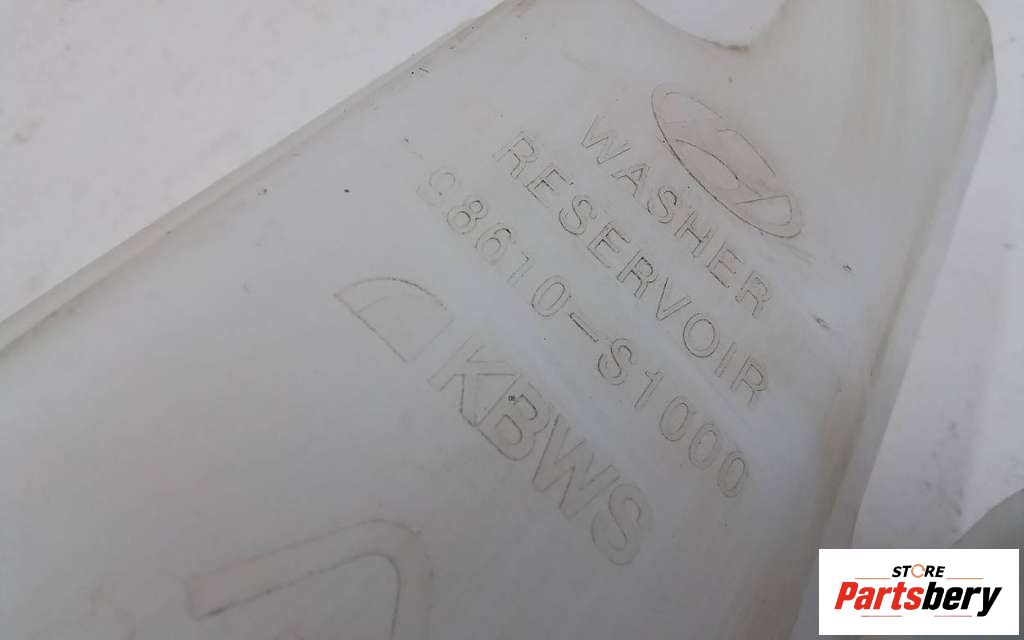 WASHER
RESERVOIR
98610-S1000
KBWS
STORE
Partsbery